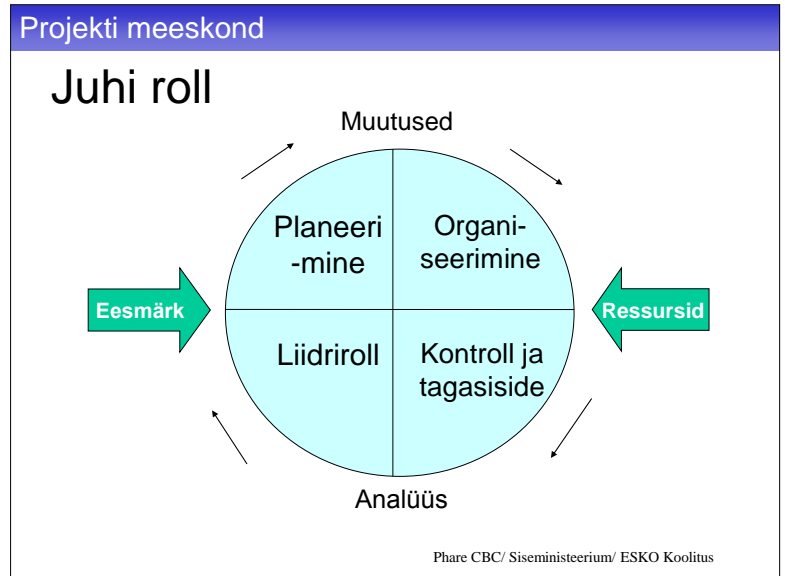 Projekti meeskond
Juhi roll
Muutused
Planeeri
-mine
Organi-
seerimine
Eesmärk
Ressursid
Liidriroll
Kontroll ja
tagasiside
Analüüs
Phare CBC/ Siseministeerium/ ESKO Koolitus